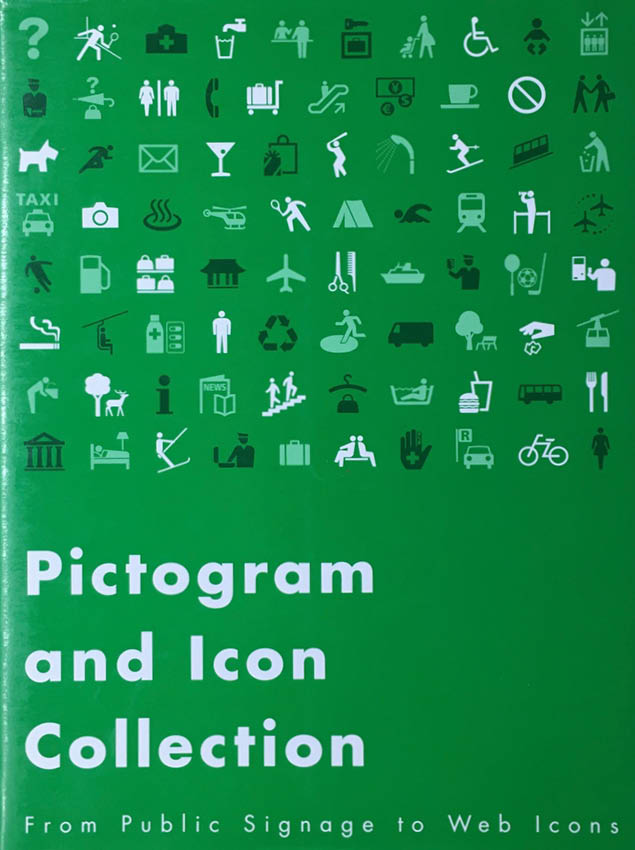 TAXI
NEWS
R
Pictogram
and Icon
Collection
From Public Signage to Web Icons